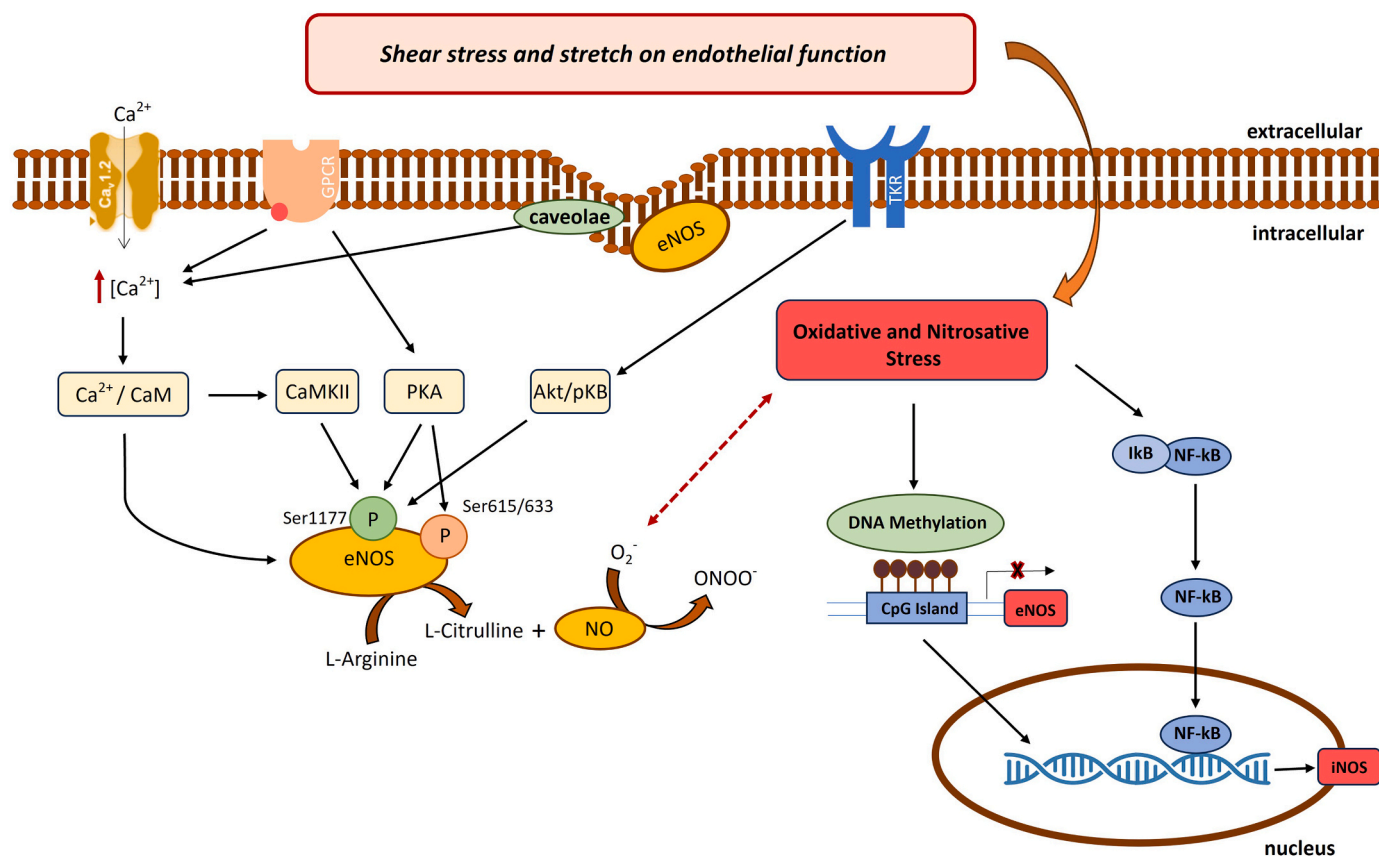 Shear stress and stretch on endothelial function
Ca²⁺
extracellular
Caᵥ1.2
GPCR
TKR
caveolae
eNOS
intracellular
[Ca²⁺]
Oxidative and Nitrosative
Stress
Ca²⁺ / CaM
CaMKII
PKA
Akt/pKB
IkB
NF-kB
Ser1177
P
Ser615/633
P
eNOS
DNA Methylation
O₂⁻
ONOO⁻
CpG Island
X
eNOS
NF-kB
L-Citrulline +
NO
L-Arginine
NF-kB
iNOS
nucleus